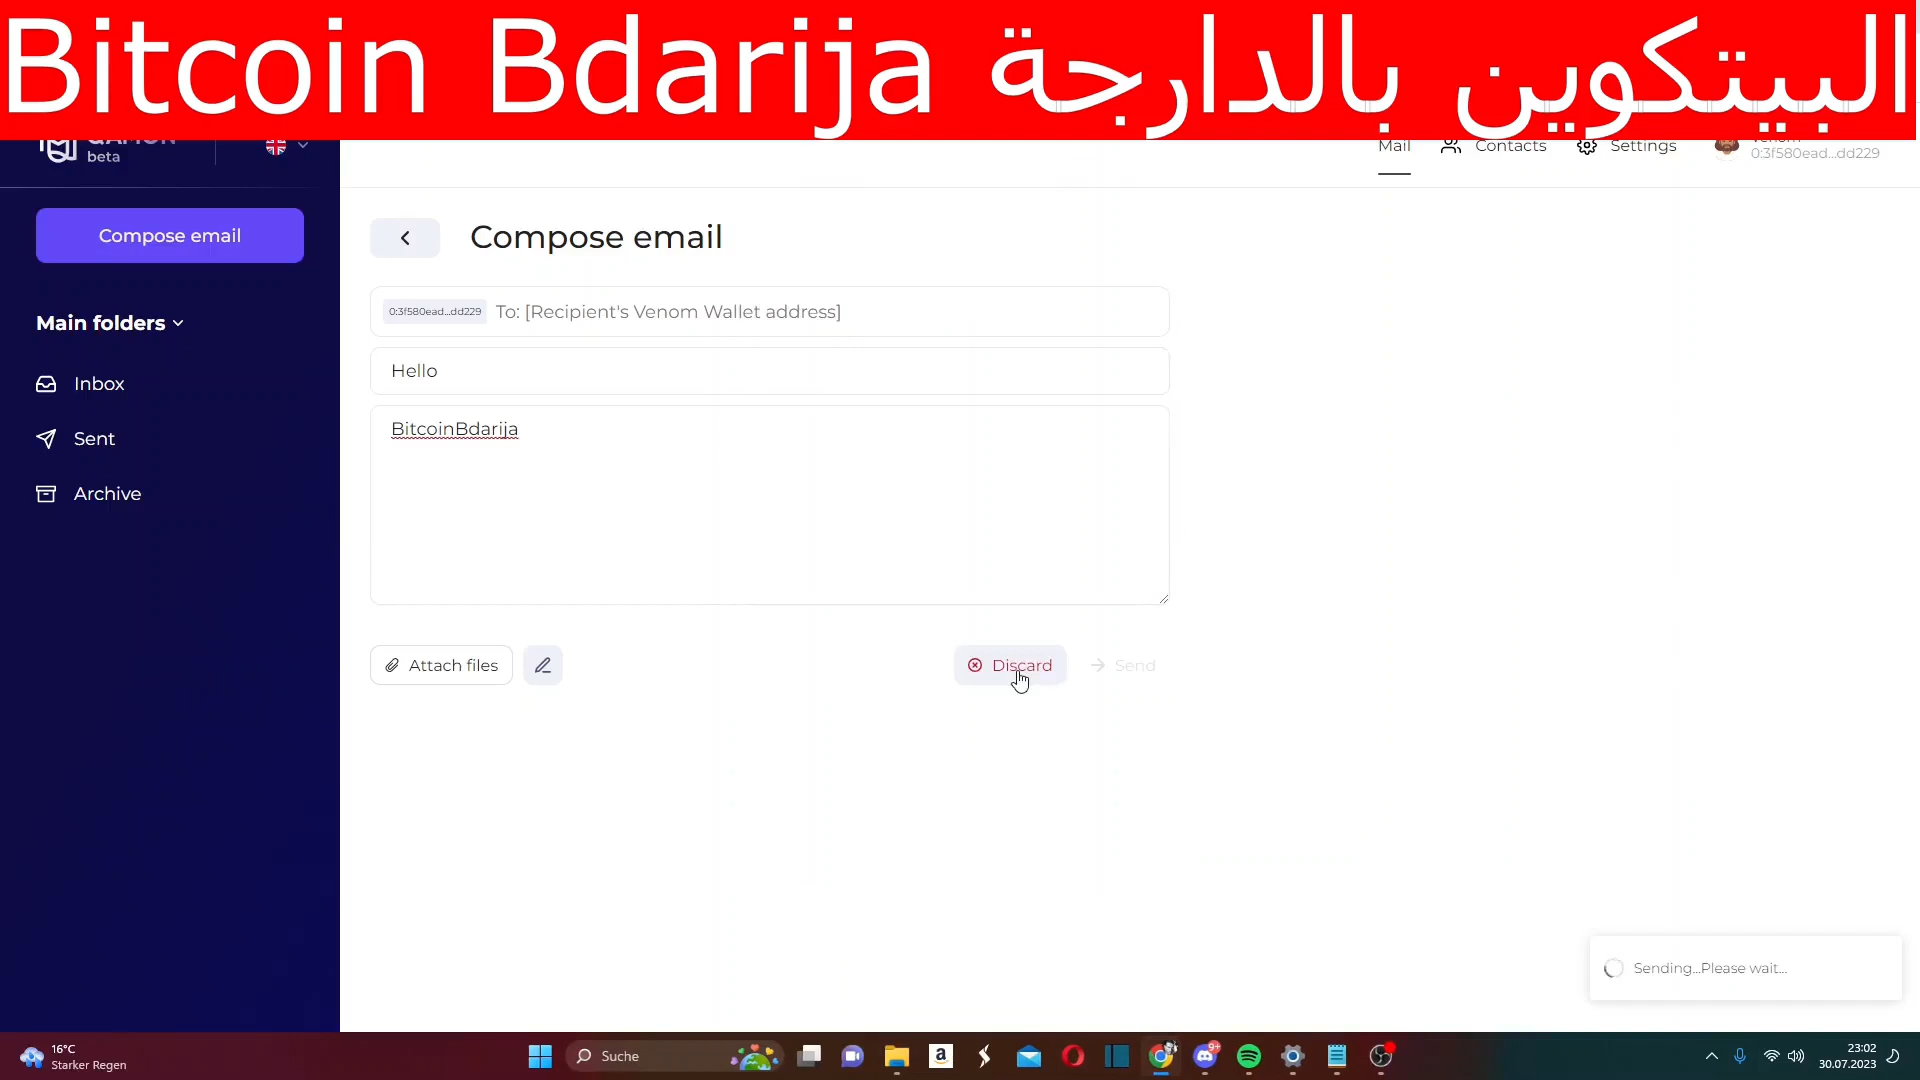 Bitcoin Bdarija البيتكوين بالدارجة
beta
Mail
Contacts
Settings
0:3f580ead...dd229
Compose email
Compose email
0:3f580ead...dd229 To: [Recipient's Venom Wallet address]
Main folders
Hello
Inbox
BitcoinBdarija
Sent
Archive
Attach files
Discard
Send
Sending...Please wait...
16°C
Starker Regen
Suche
9+
23:02
30.07.2023